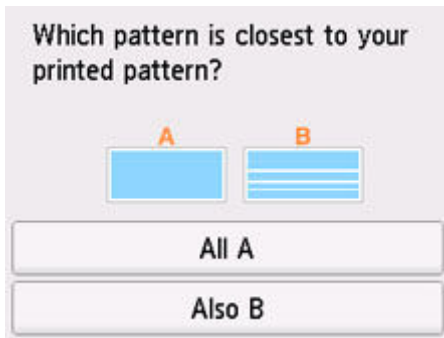 Which pattern is closest to your
printed pattern?
A B
All A
Also B